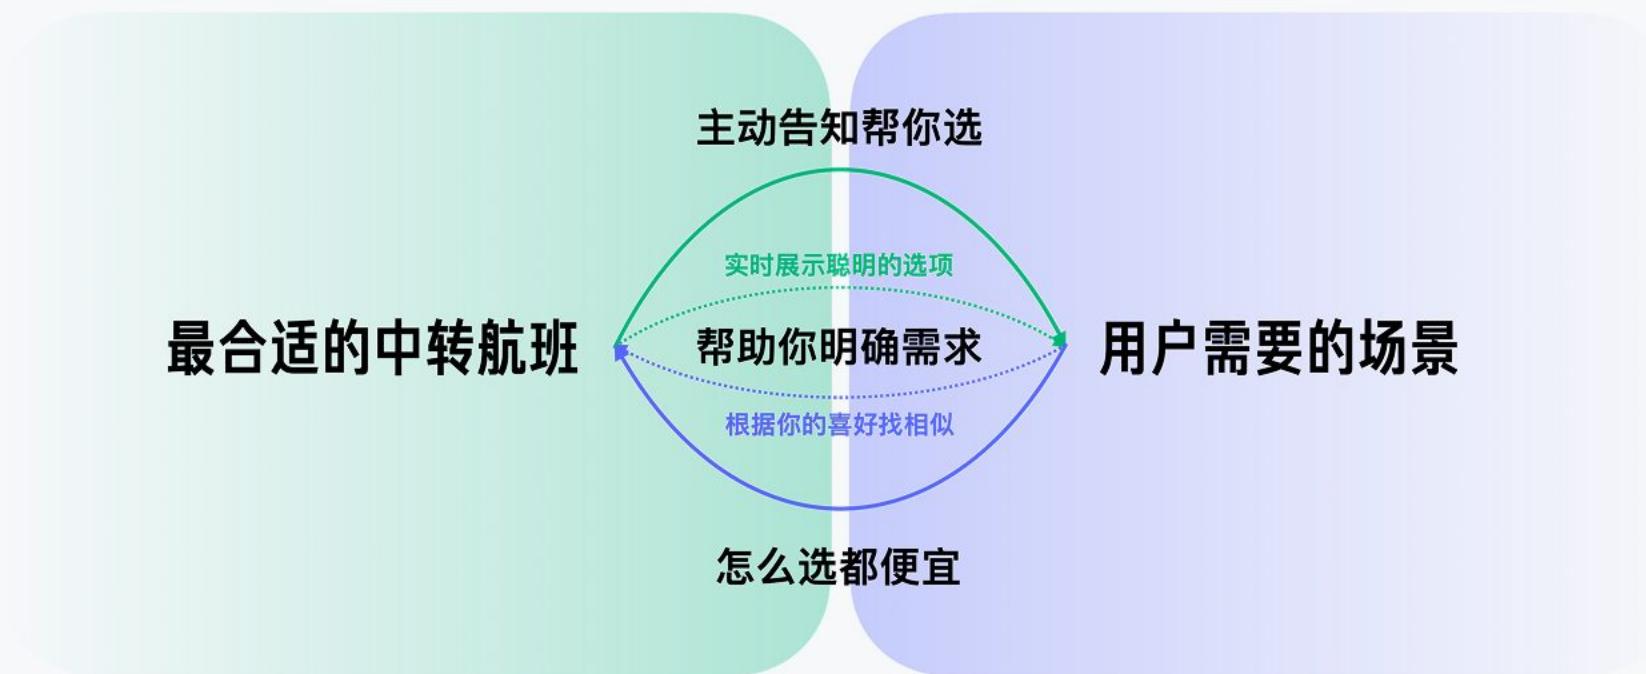 主动告知帮你选
实时展示聪明的选项
最合适的中转航班
帮助你明确需求
用户需要的场景
根据你的喜好找相似
怎么选都便宜